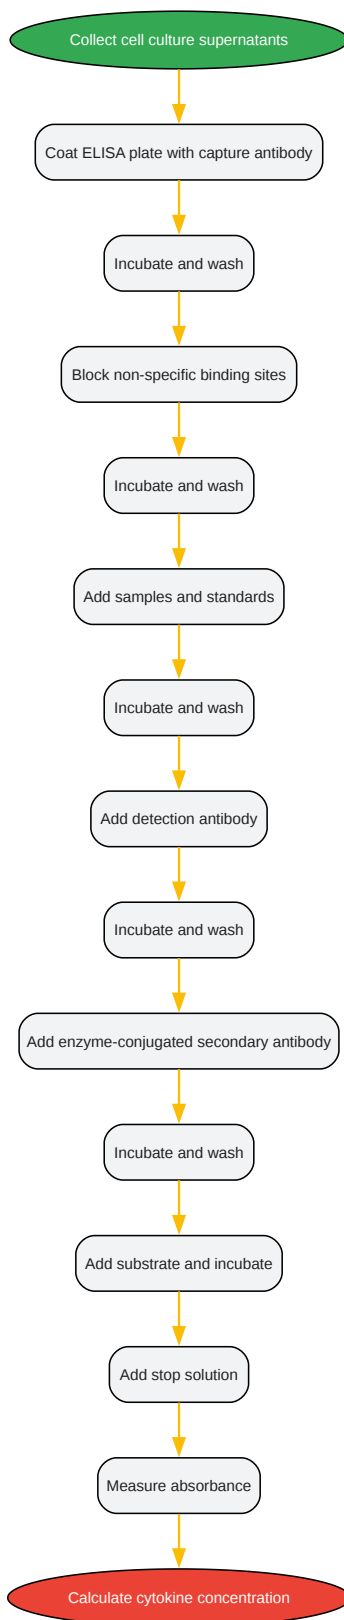 Collect cell culture supernatants
Coat ELISA plate with capture antibody
Incubate and wash
Block non-specific binding sites
Incubate and wash
Add samples and standards
Incubate and wash
Add detection antibody
Incubate and wash
Add enzyme-conjugated secondary antibody
Incubate and wash
Add substrate and incubate
Add stop solution
Measure absorbance
Calculate cytokine concentration